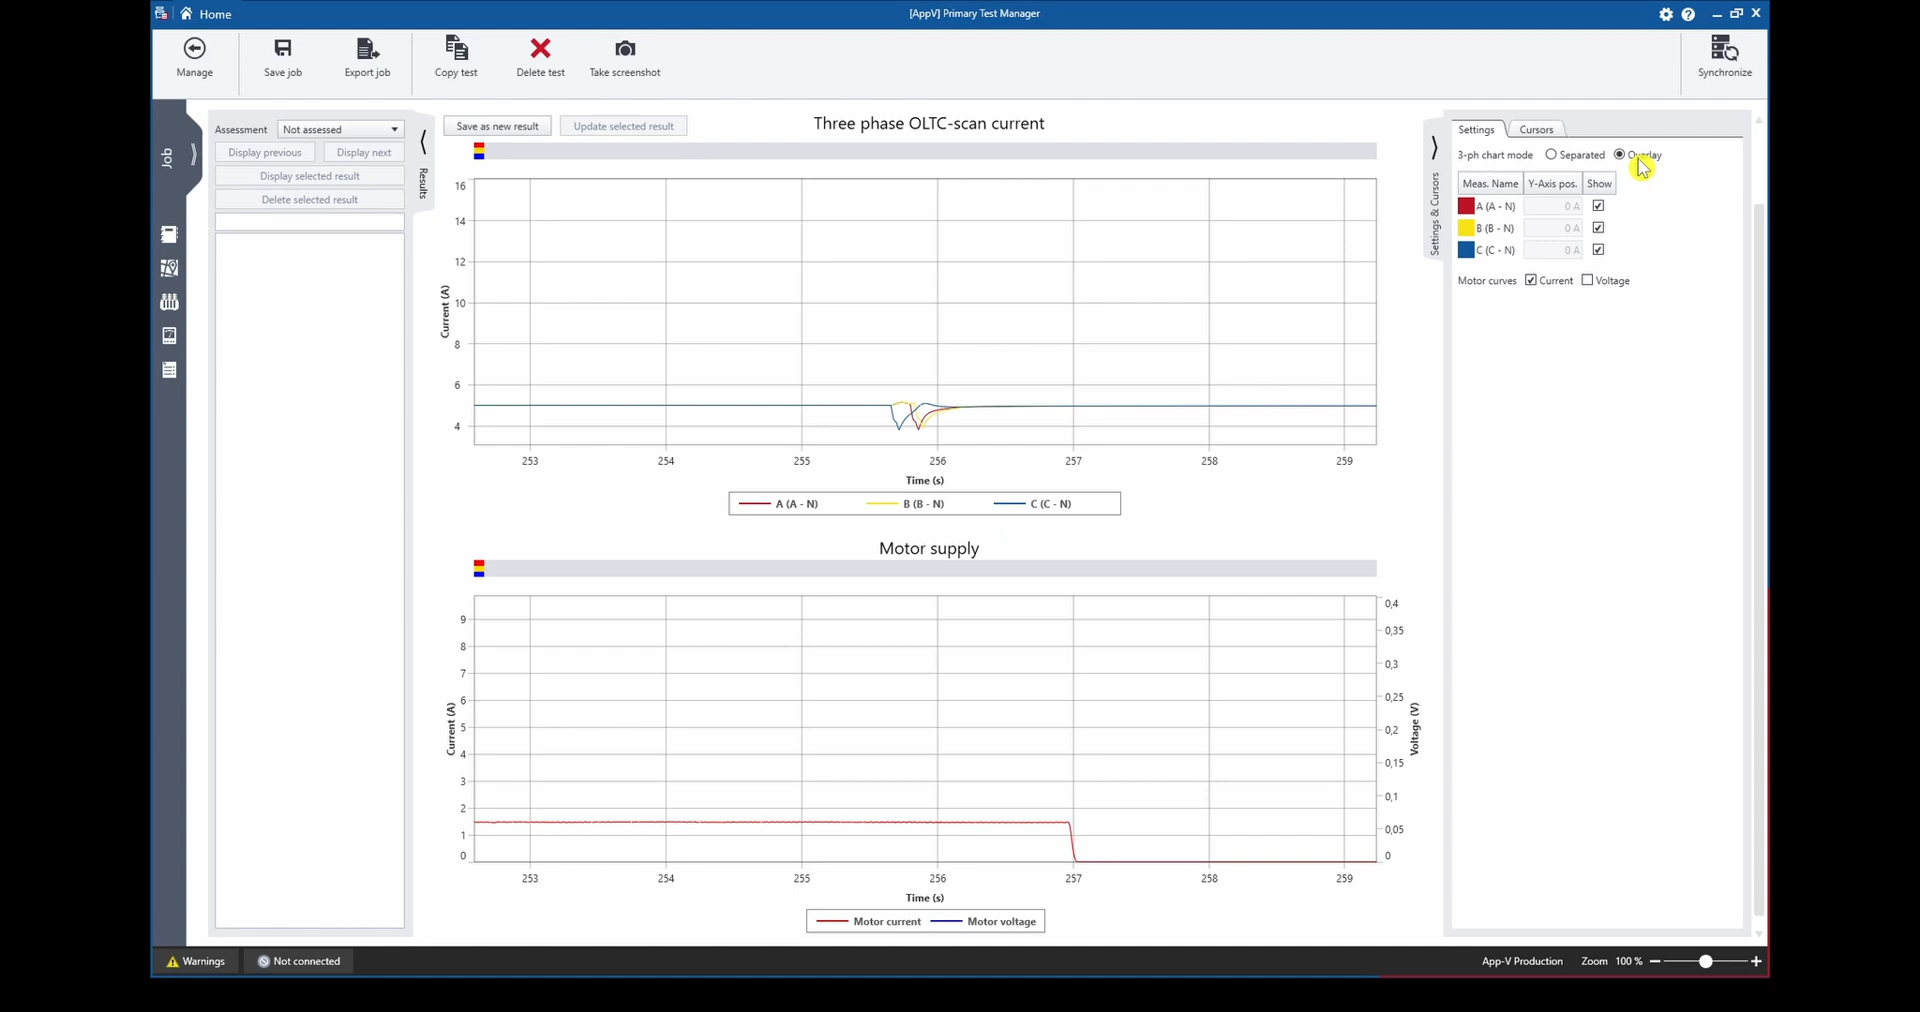 Home
[AppV] Primary Test Manager
Manage
Save job
Export job
Copy test
Delete test
Take screenshot
Synchronize
Job
Assessment
Not assessed
Display previous
Display next
Display selected result
Delete selected result
Results
Save as new result
Update selected result
Three phase OLTC-scan current
16
14
12
10
8
6
4
Current (A)
253
254
255
256
257
258
259
Time (s)
A (A - N)
B (B - N)
C (C - N)
Motor supply
9
8
7
6
5
4
3
2
1
0
Current (A)
0,4
0,35
0,3
0,25
0,2
0,15
0,1
0,05
0
Voltage (V)
253
254
255
256
257
258
259
Time (s)
Motor current
Motor voltage
Settings & Cursors
Settings
Cursors
3-ph chart mode
Separated
Overlay
Meas. Name
Y-Axis pos.
Show
A (A - N)
0 A
B (B - N)
0 A
C (C - N)
0 A
Motor curves
Current
Voltage
Warnings
Not connected
App-V Production
Zoom
100 %